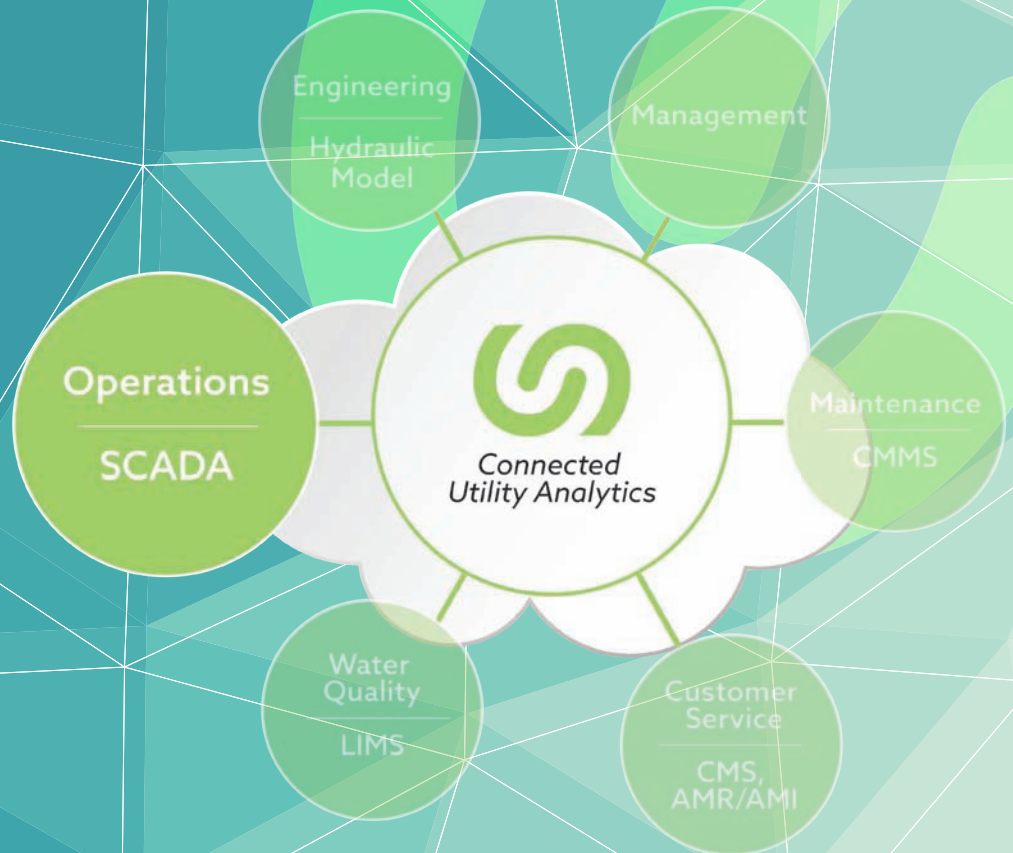 Engineering
Hydraulic
Model
Management
Operations
SCADA
Connected
Utility Analytics
Maintenance
CMMS
Water
Quality
LIMS
Customer
Service
CMS,
AMR/AMI